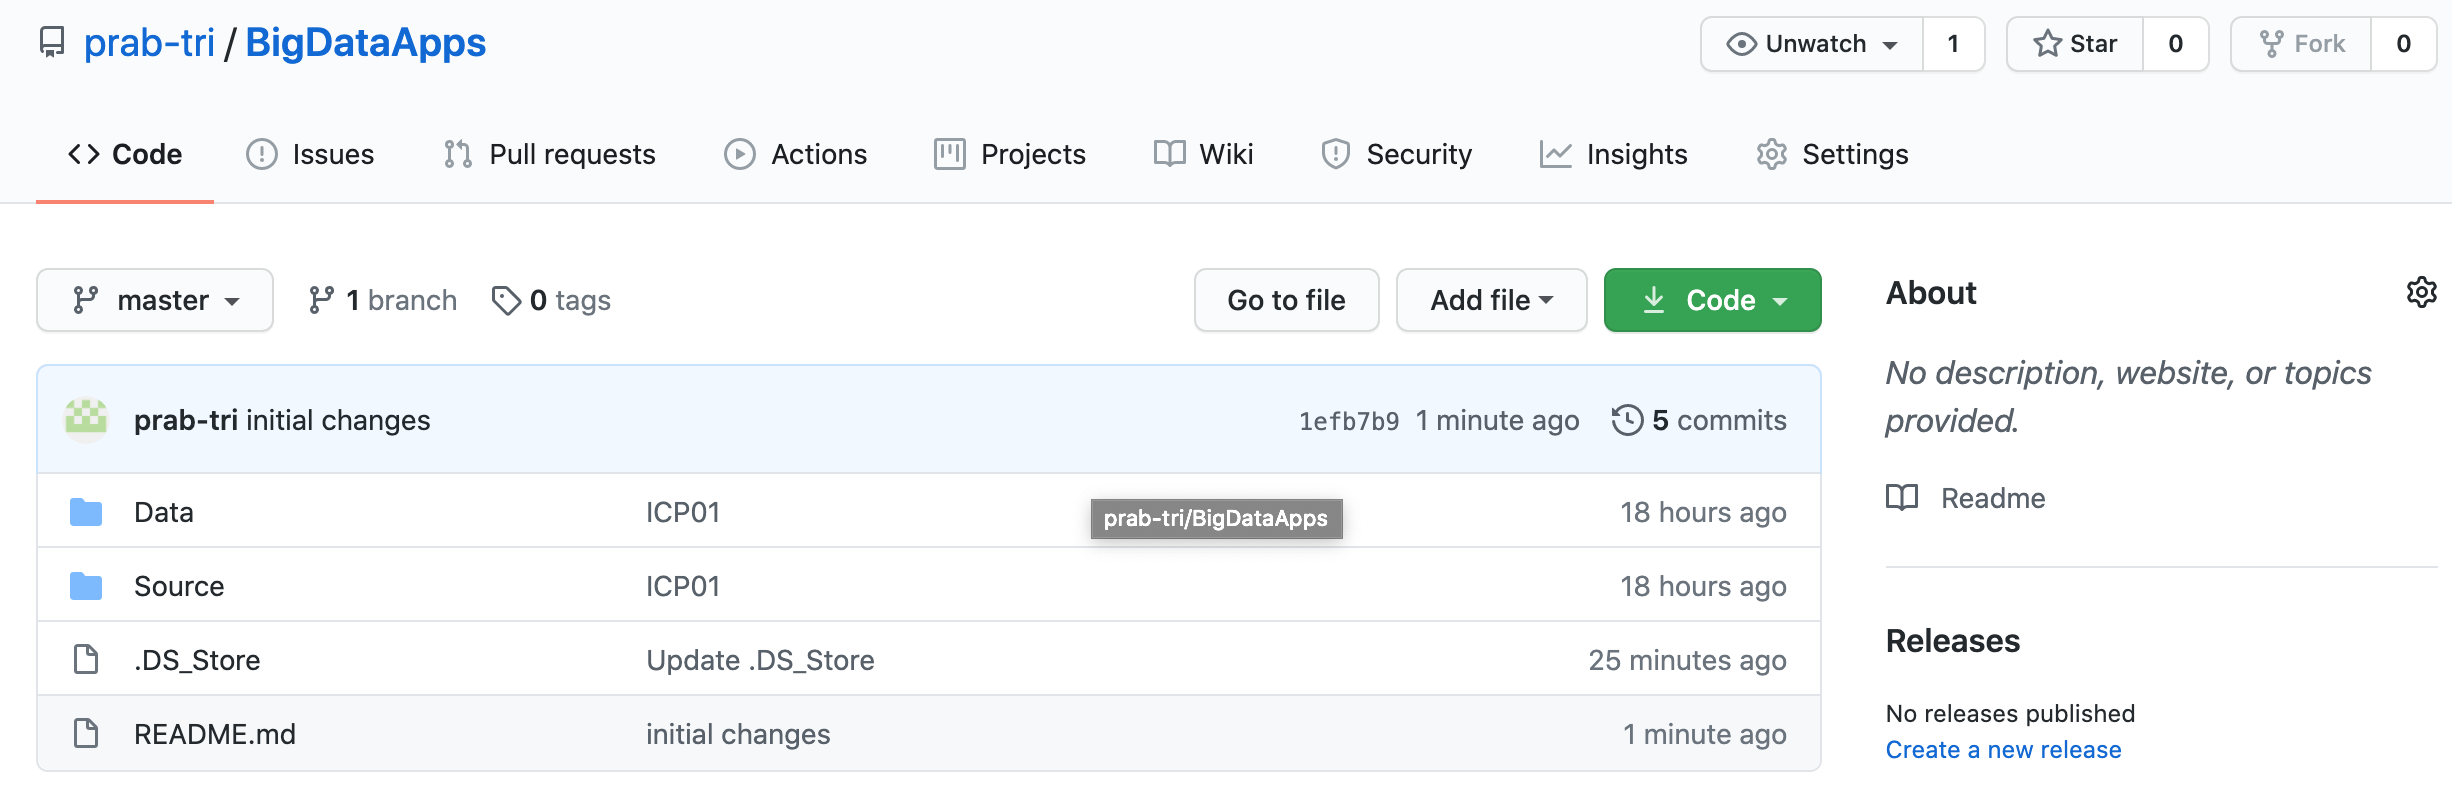 prab-tri / BigDataApps Unwatch 1 Star 0 Fork 0
Code Issues Pull requests Actions Projects Wiki Security Insights Settings
master 1 branch 0 tags Go to file Add file Code
prab-tri initial changes 1efb7b9 1 minute ago 5 commits
Data ICP01 18 hours ago
prab-tri/BigDataApps
Source ICP01 18 hours ago
.DS_Store Update .DS_Store 25 minutes ago
README.md initial changes 1 minute ago
About
No description, website, or topics
provided.
Readme
Releases
No releases published
Create a new release